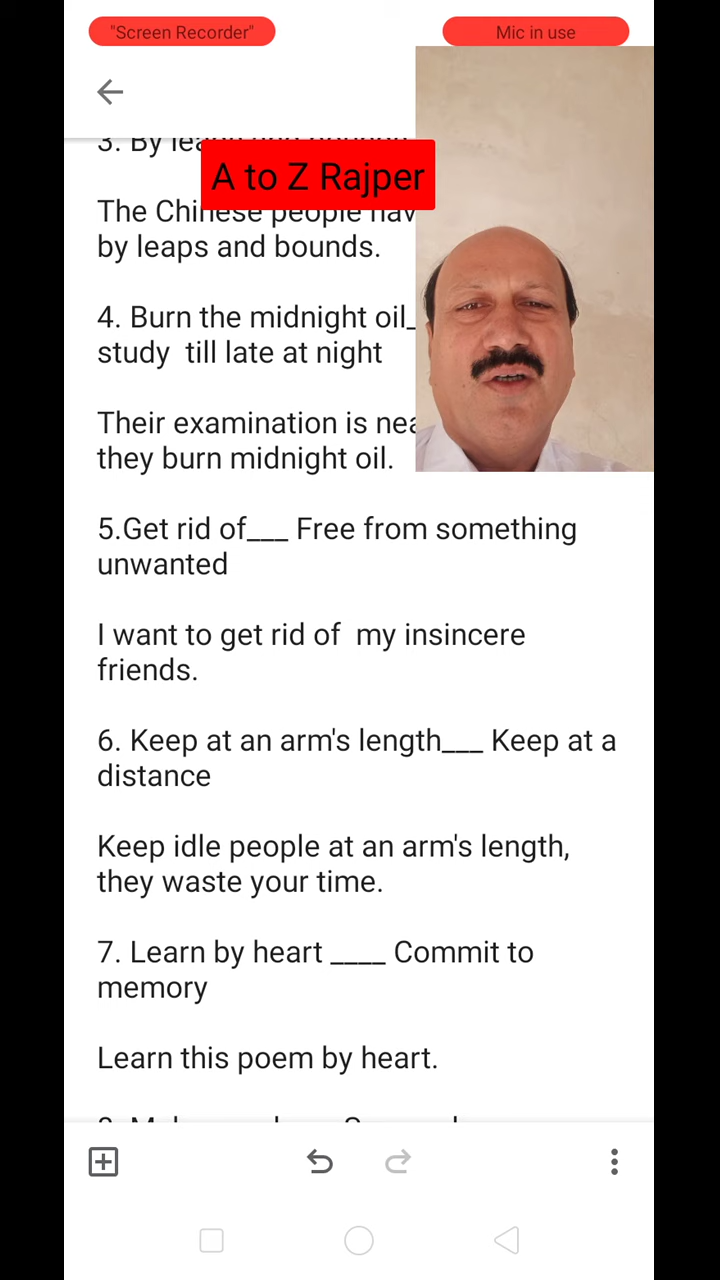 "Screen Recorder"
Mic in use
3. By
A to Z Rajper
The Chinese people
by leaps and bounds.
4. Burn the midnight oil_
study till late at night
Their examination is
they burn midnight oil.
5.Get rid of___ Free from something
unwanted
I want to get rid of my insincere
friends.
6. Keep at an arm's length___ Keep at a
distance
Keep idle people at an arm's length,
they waste your time.
7. Learn by heart ____ Commit to
memory
Learn this poem by heart.